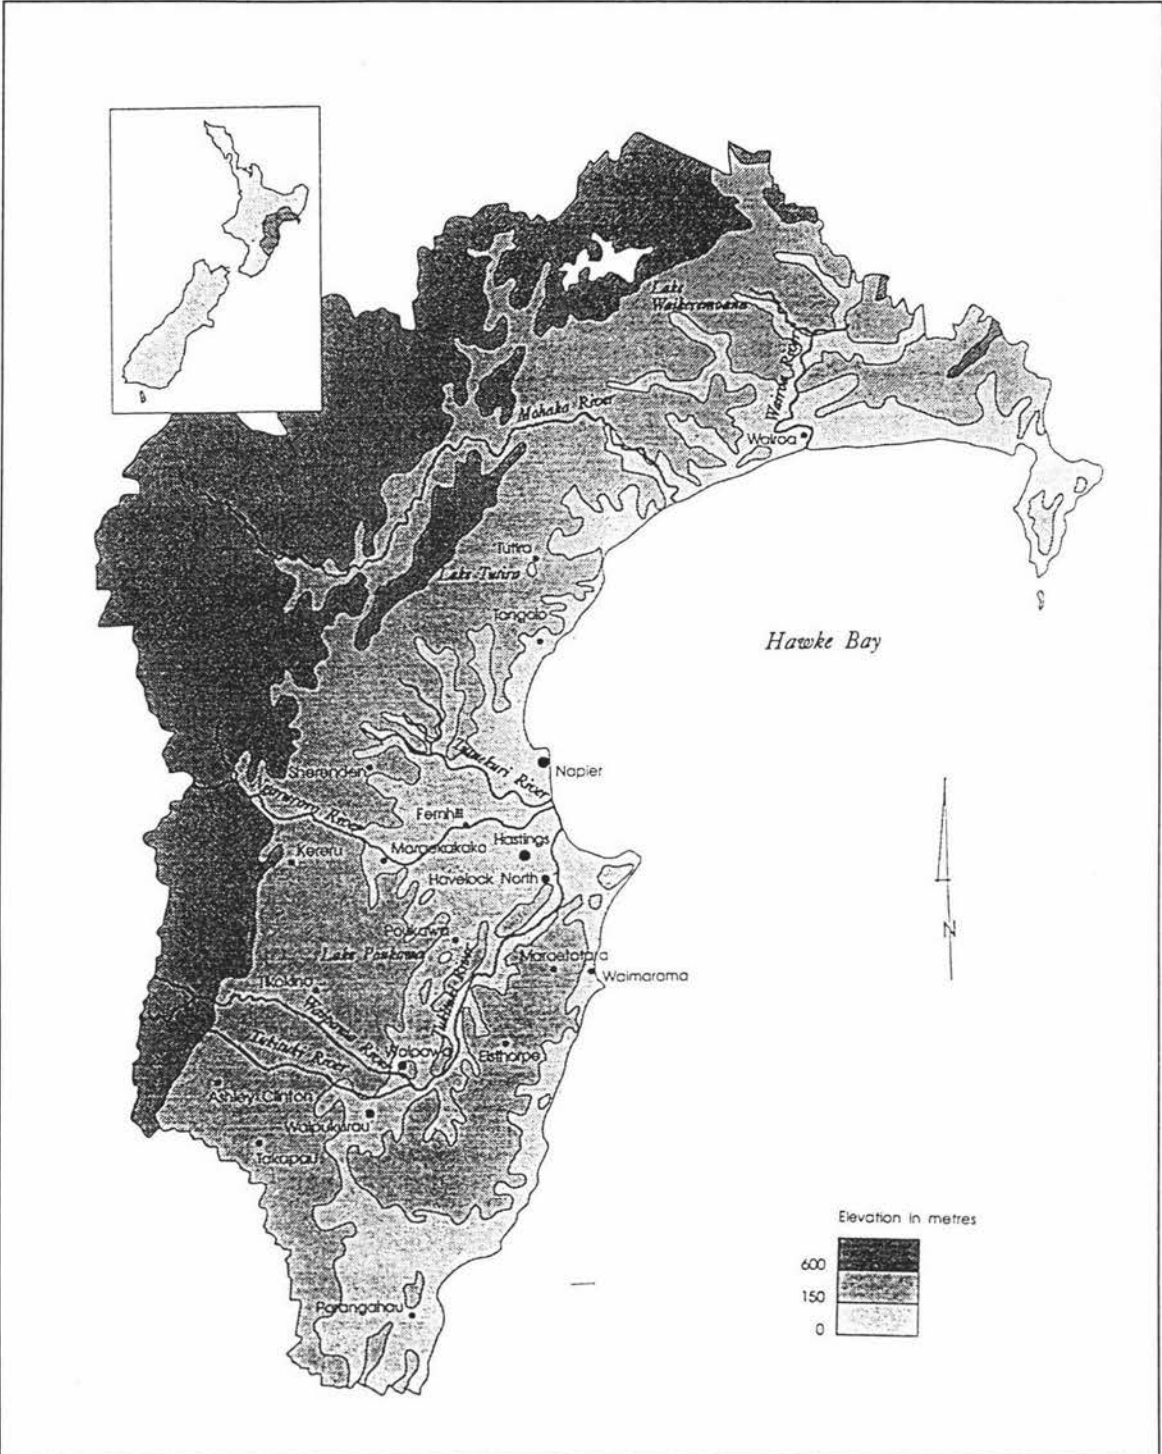 Lake
Waikaremoana
Wairoa River
Mohaka River
Wairoa
Tutira
Lake Tutira
Tangoio
Hawke Bay
Tutaekuri River
Napier
Sherenden
Ngaruroro River
Fernhill
Hastings
Kereru
Maraekakaho
Havelock North
Poukawa
Lake Poukawa
Maraetotara
Waimarama
Tikokino
Waipawa River
Tukituki River
Tukituki River
Waipawa
Elsthorpe
Ashley Clinton
Waipukurau
Takapau
N
Elevation in metres
600
150
0
Porangahau